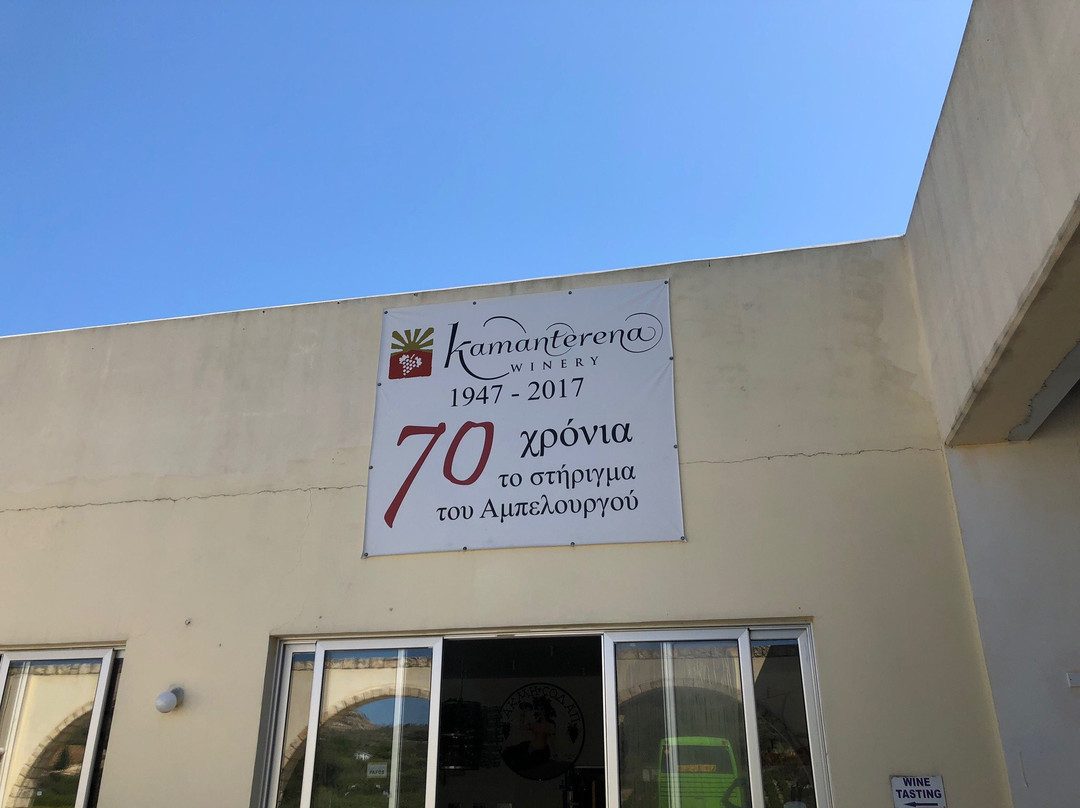 kamanterena
WINERY
1947 - 2017
70 χρόνια
το στήριγμα
του Αμπελουργού
WINE
TASTING